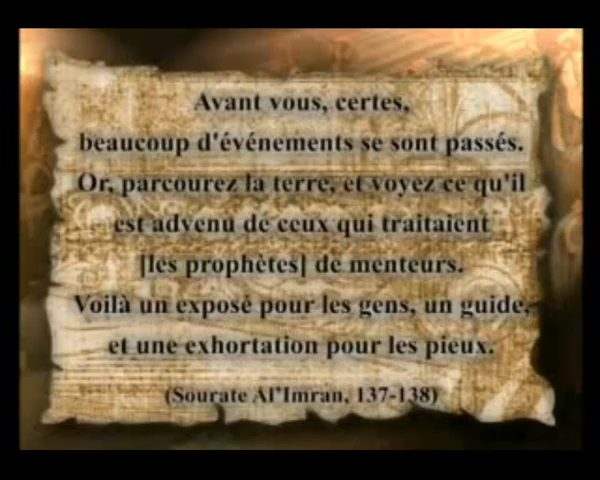 Avant vous, certes,
beaucoup d'événements se sont passés.
Or, parcourez la terre, et voyez ce qu'il
est advenu de ceux qui traitaient
[les prophètes] de menteurs.
Voilà un exposé pour les gens, un guide,
et une exhortation pour les pieux.
(Sourate Al'Imran, 137-138)